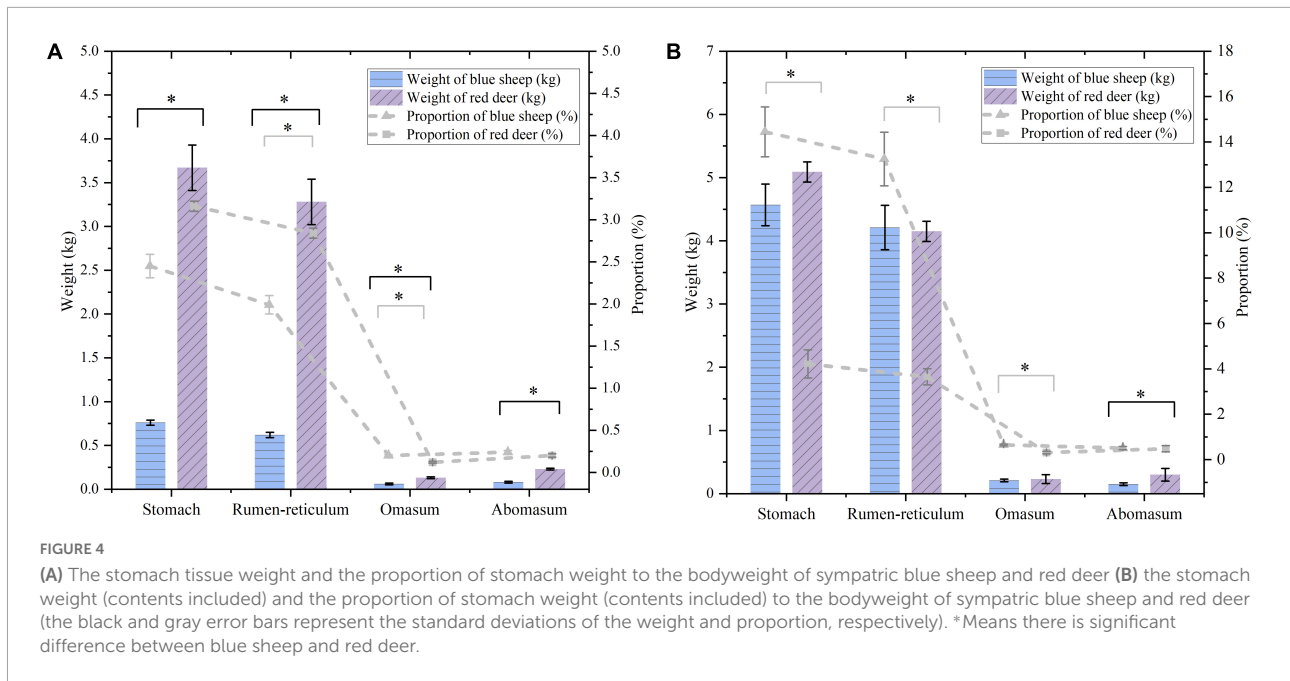 A
B
5.0
4.5
4.0
3.5
3.0
2.5
2.0
1.5
1.0
0.5
0.0
Weight (kg)
Weight of blue sheep (kg)
Weight of red deer (kg)
Proportion of blue sheep (%)
Proportion of red deer (%)
*
*
*
*
*
*
5.0
4.5
4.0
3.5
3.0
2.5
2.0
1.5
1.0
0.5
0.0
Proportion (%)
Stomach Rumen-reticulum Omasum Abomasum
7
6
5
4
3
2
1
0
Weight (kg)
Weight of blue sheep (kg)
Weight of red deer (kg)
Proportion of blue sheep (%)
Proportion of red deer (%)
*
*
*
*
18
16
14
12
10
8
6
4
2
0
Proportion (%)
Stomach Rumen-reticulum Omasum Abomasum
FIGURE 4
(A) The stomach tissue weight and the proportion of stomach weight to the bodyweight of sympatric blue sheep and red deer (B) the stomach
weight (contents included) and the proportion of stomach weight (contents included) to the bodyweight of sympatric blue sheep and red deer
(the black and gray error bars represent the standard deviations of the weight and proportion, respectively). *Means there is significant
difference between blue sheep and red deer.